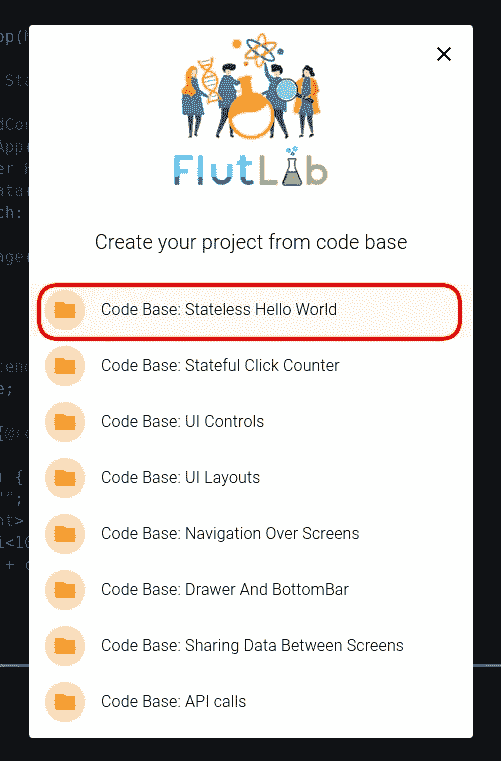 FlutLab
Create your project from code base
Code Base: Stateless Hello World
Code Base: Stateful Click Counter
Code Base: UI Controls
Code Base: UI Layouts
Code Base: Navigation Over Screens
Code Base: Drawer And BottomBar
Code Base: Sharing Data Between Screens
Code Base: API calls